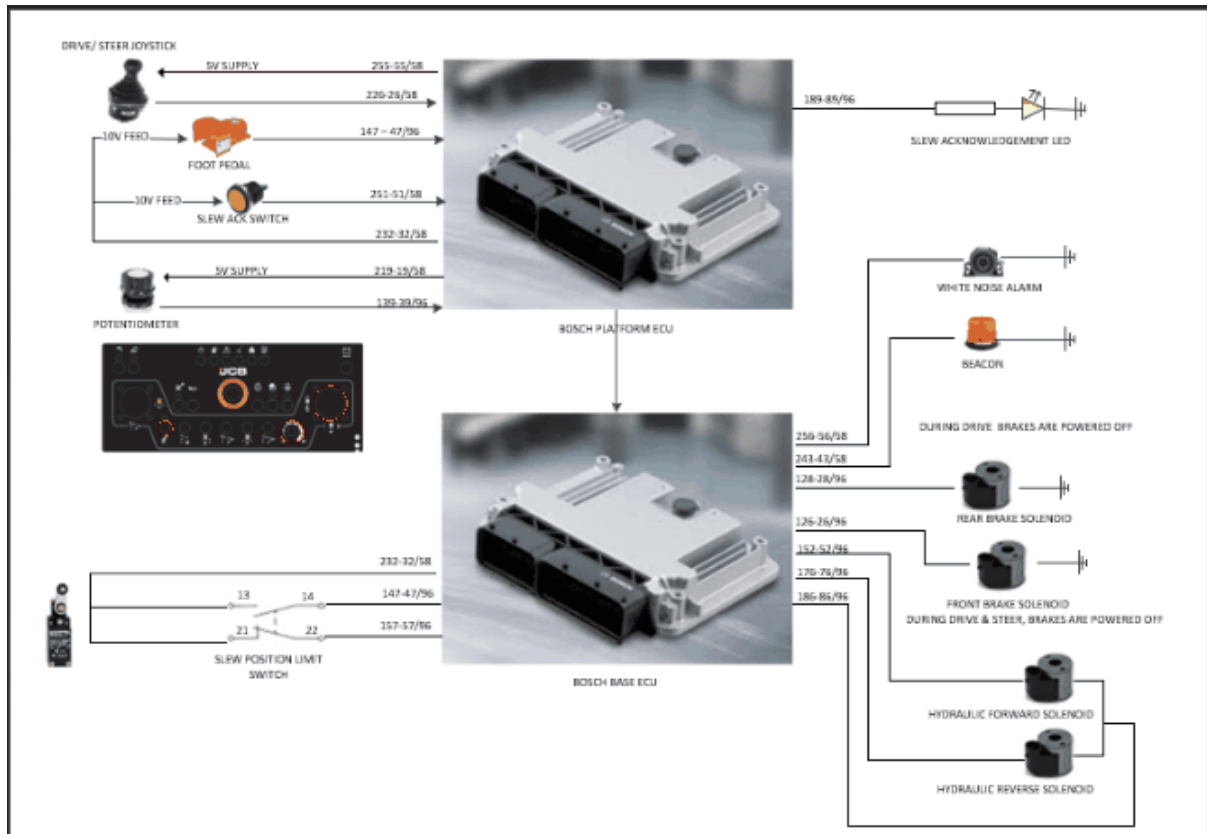 DRIVE/ STEER JOYSTICK
5V SUPPLY
255-55/58
226-26/58
10V FEED
147 – 47/96
FOOT PEDAL
10V FEED
251-51/58
SLEW ACK SWITCH
232-32/58
5V SUPPLY
219-19/58
139-39/96
POTENTIOMETER
BOSCH PLATFORM ECU
189-89/96
SLEW ACKNOWLEDGEMENT LED
WHITE NOISE ALARM
BEACON
JCB
256-56/58
DURING DRIVE BRAKES ARE POWERED OFF
243-43/58
128-28/96
REAR BRAKE SOLENOID
126-26/96
152-52/96
176-76/96
186-86/96
FRONT BRAKE SOLENOID
DURING DRIVE & STEER, BRAKES ARE POWERED OFF
232-32/58
13
14
147-47/96
21
22
157-57/96
SLEW POSITION LIMIT
SWITCH
BOSCH BASE ECU
HYDRAULIC FORWARD SOLENOID
HYDRAULIC REVERSE SOLENOID